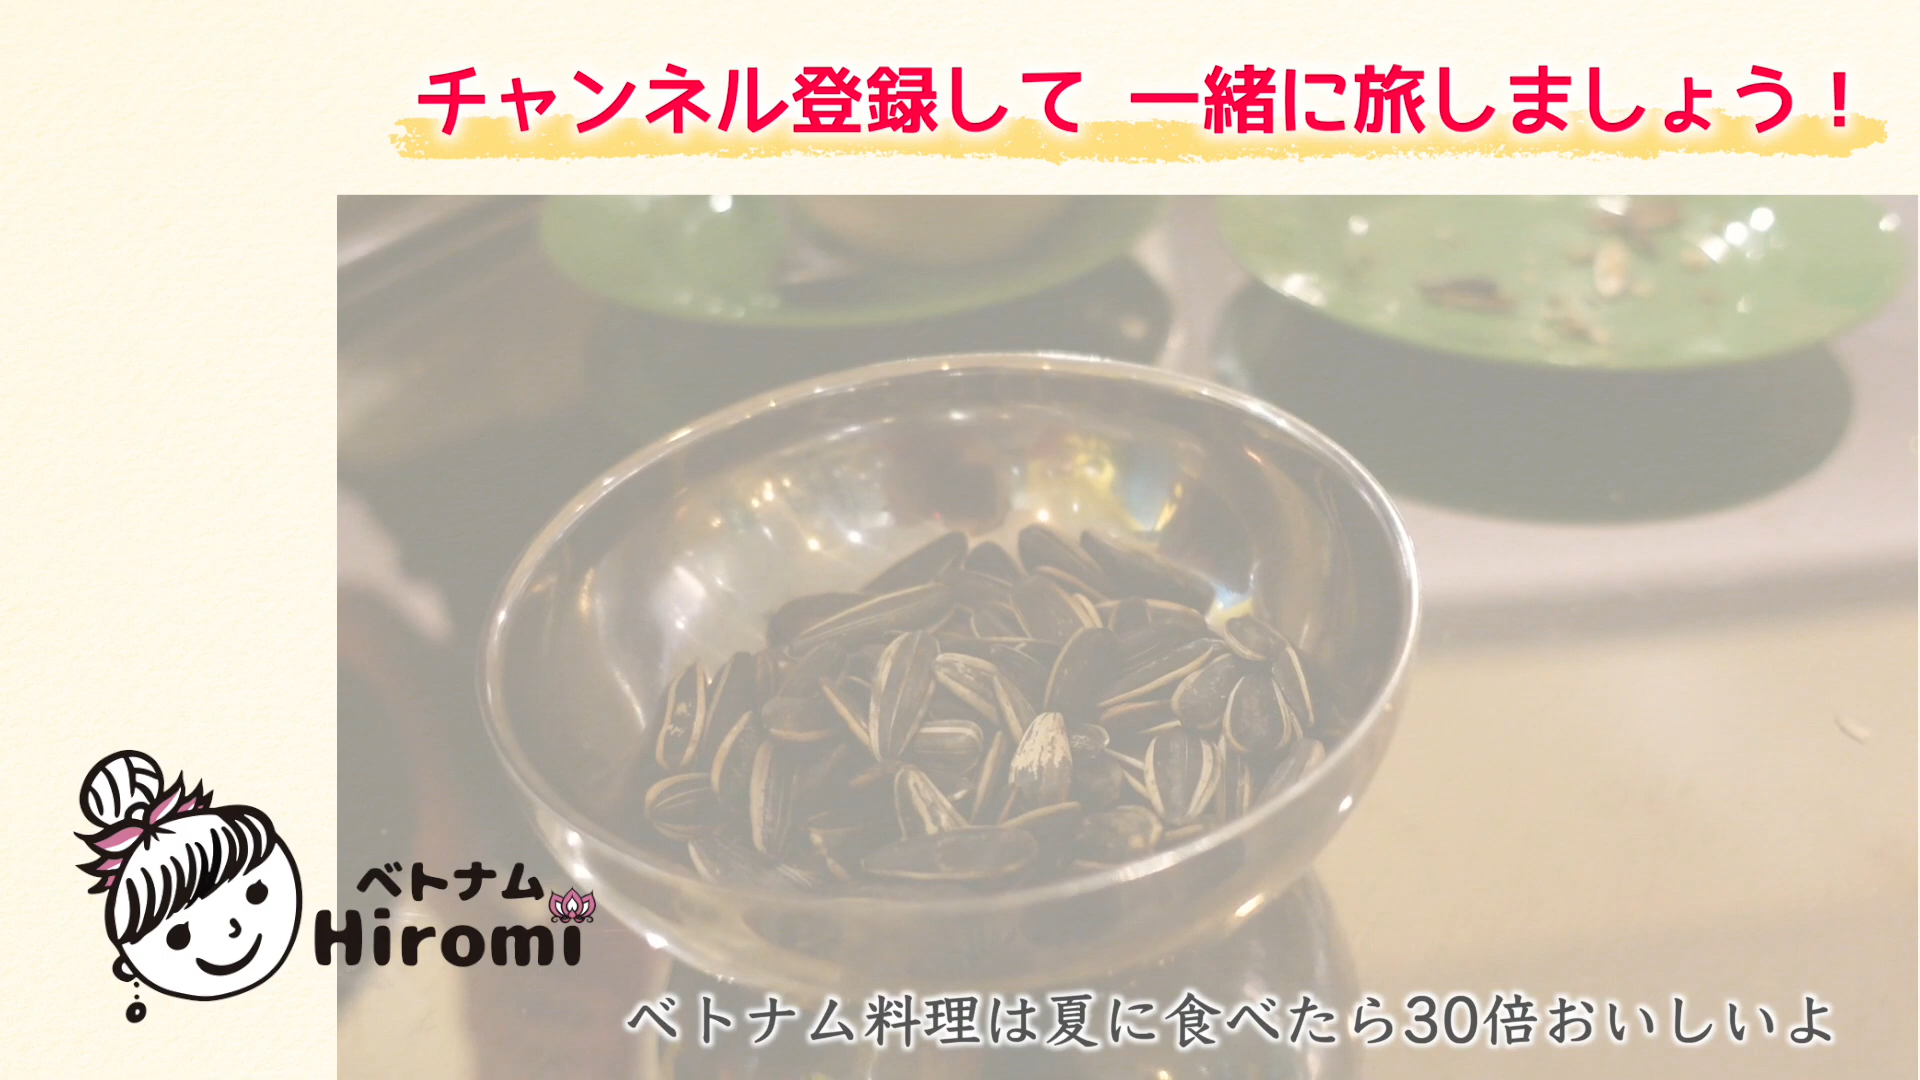 チャンネル登録して 一緒に旅しましょう！
ベトナム
Hiromi
ベトナム料理は夏に食べたら30倍おいしいよ